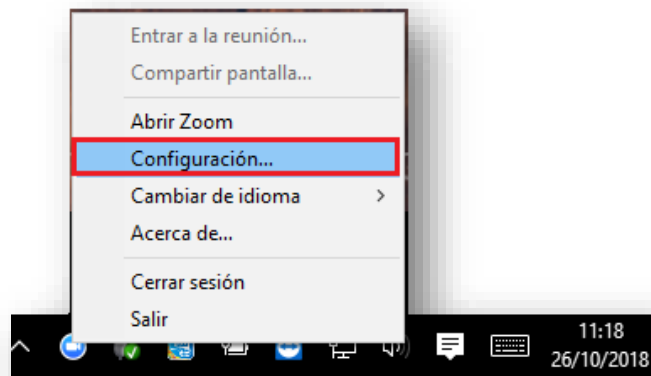 Entrar a la reunión...
Compartir pantalla...
Abrir Zoom
Configuración...
Cambiar de idioma
Acerca de...
Cerrar sesión
Salir
11:18
26/10/2018